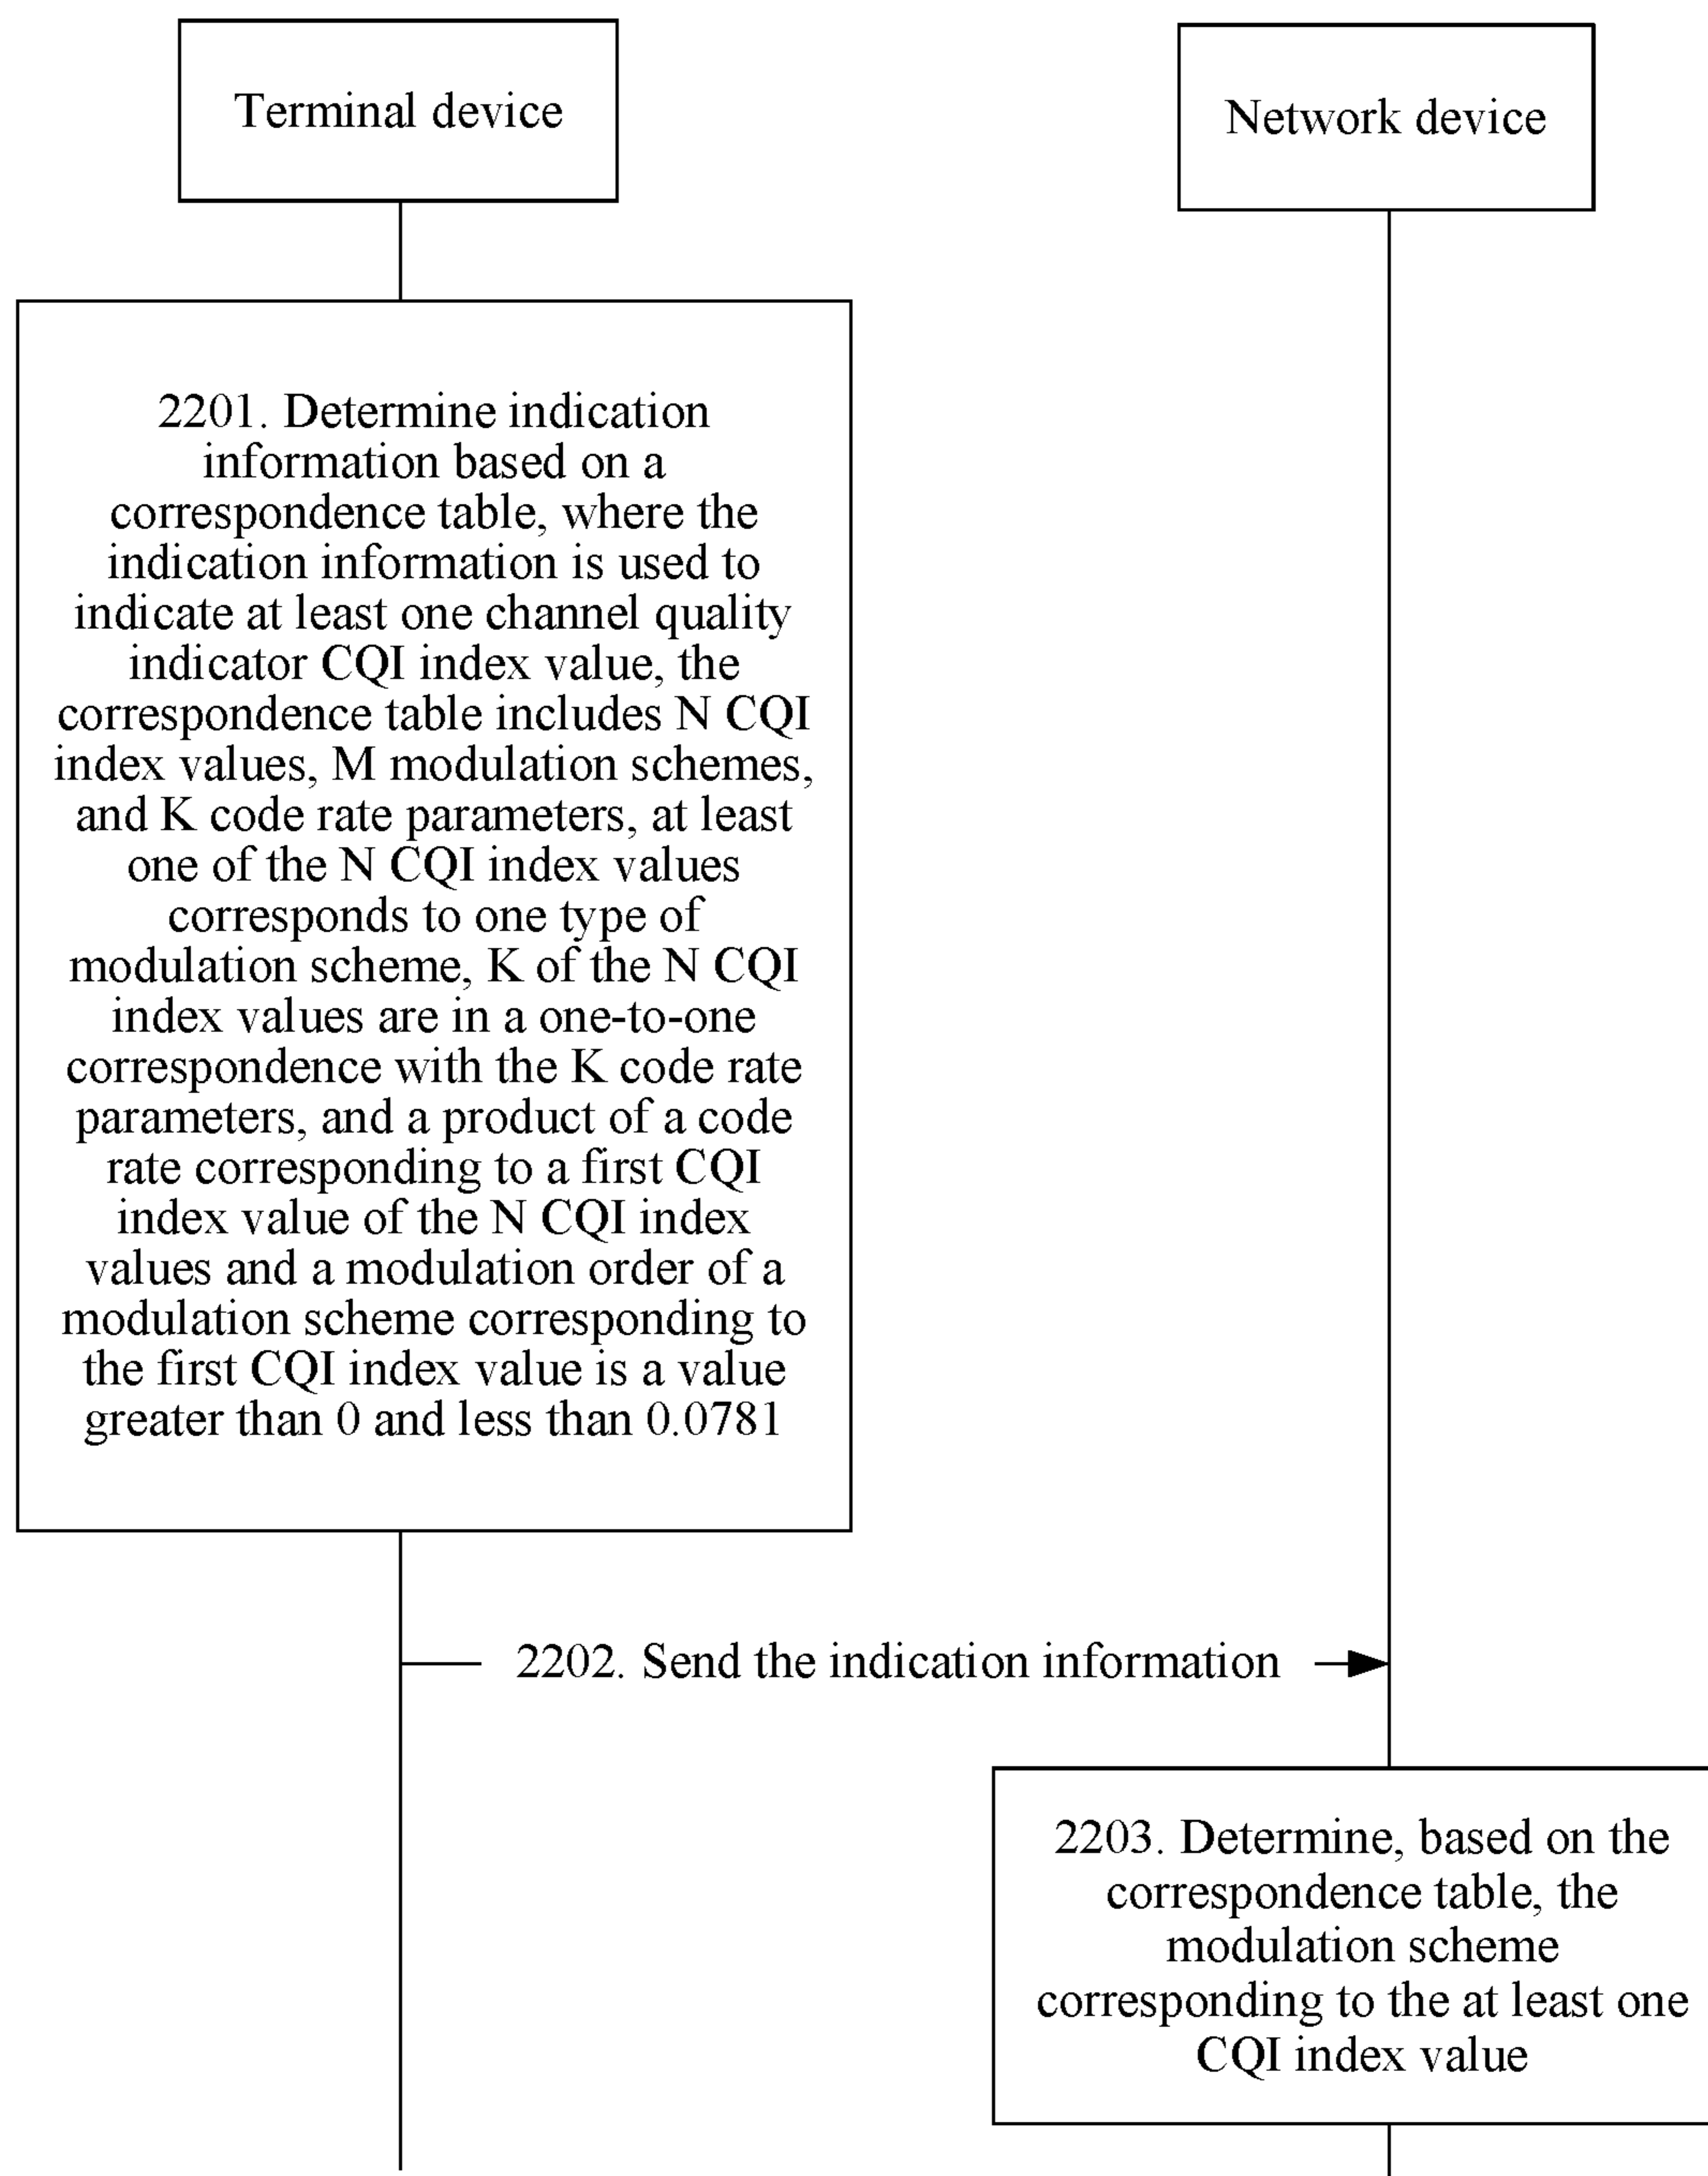 Terminal device
Network device
2201. Determine indication
information based on a
correspondence table, where the
indication information is used to
indicate at least one channel quality
indicator CQI index value, the
correspondence table includes N CQI
index values, M modulation schemes,
and K code rate parameters, at least
one of the N CQI index values
corresponds to one type of
modulation scheme, K of the N CQI
index values are in a one-to-one
correspondence with the K code rate
parameters, and a product of a code
rate corresponding to a first CQI
index value of the N CQI index
values and a modulation order of a
modulation scheme corresponding to
the first CQI index value is a value
greater than 0 and less than 0.0781
2202. Send the indication information
2203. Determine, based on the
correspondence table, the
modulation scheme
corresponding to the at least one
CQI index value